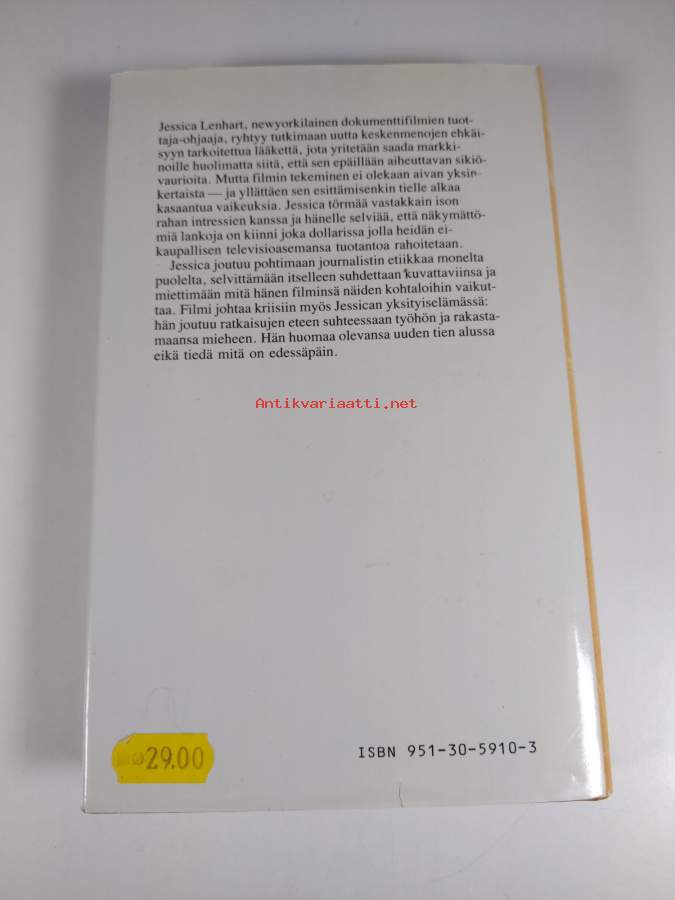 Jessica Lenhart, newyorkilainen dokumenttifilmien tuot-
taja-ohjaaja, ryhtyy tutkimaan uutta keskenmenojen ehkäi-
syyn tarkoitettua lääkettä, jota yritetään saada markki-
noille huolimatta siitä, että sen epäillään aiheuttavan sikiö-
vaurioita. Mutta filmin tekeminen ei olekaan aivan yksin-
kertaista — ja yllättäen sen esittämisenkin tielle alkaa
kasaantua vaikeuksia. Jessica törmää vastakkain ison
rahan intressien kanssa ja hänelle selviää, että näkymättö-
miä lankoja on kiinni joka dollarissa jolla heidän ei-
kaupallisen televisioasemansa tuotantoa rahoitetaan.
Jessica joutuu pohtimaan journalistin etiikkaa monelta
puolelta, selvittämään itselleen suhdettaan kuvattaviinsa ja
miettimään mitä hänen filminsä näiden kohtaloihin vaikut-
taa. Filmi johtaa kriisiin myös Jessican yksityiselämässä:
hän joutuu ratkaisujen eteen suhteessaan työhön ja rakasta-
maansa mieheen. Hän huomaa olevansa uuden tien alussa
eikä tiedä mitä on edessäpäin.
Antikvariaatti.net
29.00
ISBN 951-30-5910-3